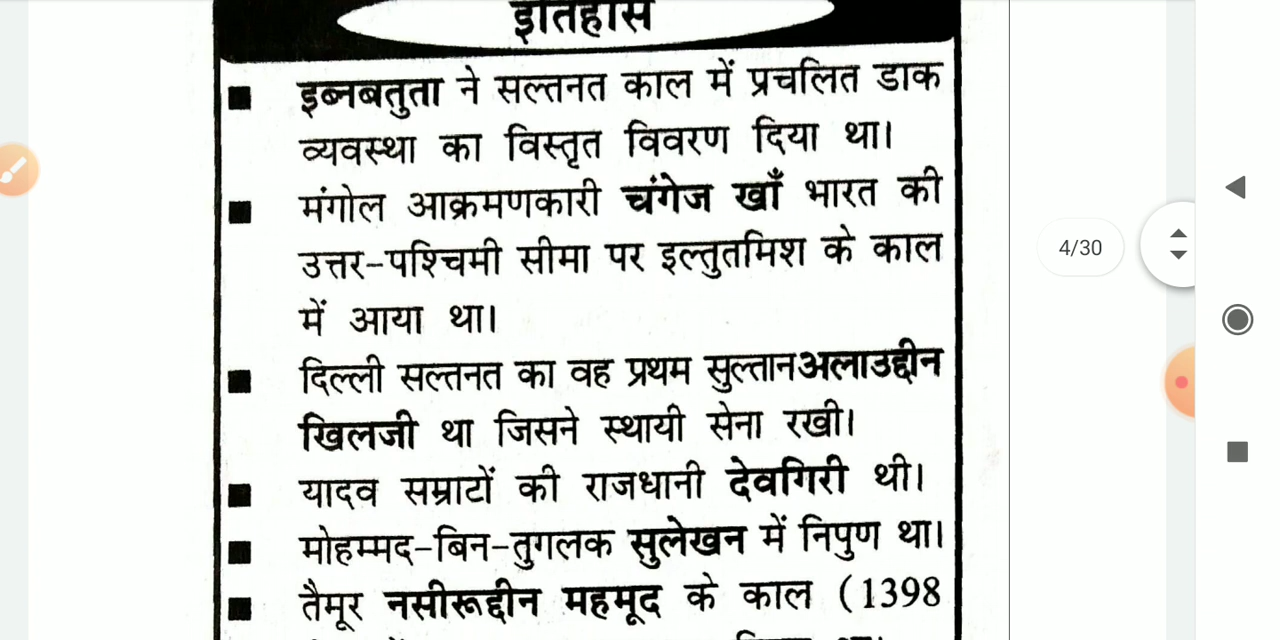 इतिहास
■ इब्नबतुता ने सल्तनत काल में प्रचलित डाक
व्यवस्था का विस्तृत विवरण दिया था।
■ मंगोल आक्रमणकारी चंगेज खाँ भारत की
उत्तर-पश्चिमी सीमा पर इल्तुतमिश के काल
में आया था।
■ दिल्ली सल्तनत का वह प्रथम सुल्तान अलाउद्दीन
खिलजी था जिसने स्थायी सेना रखी।
■ यादव सम्राटों की राजधानी देवगिरी थी।
■ मोहम्मद-बिन-तुगलक सुलेखन में निपुण था।
■ तैमूर नसीरूद्दीन महमूद के काल (1398
4/30